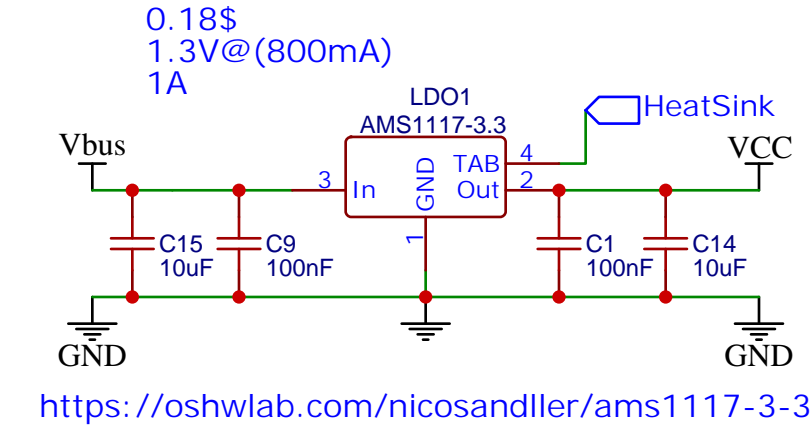 0.18$
1.3V@(800mA)
1A
LDO1
AMS1117-3.3
HeatSink
Vbus
VCC
GND
TAB
4
3
In
Out
2
1
C15
10uF
C9
100nF
C1
100nF
C14
10uF
GND
GND
https://oshwlab.com/nicosandller/ams1117-3-3